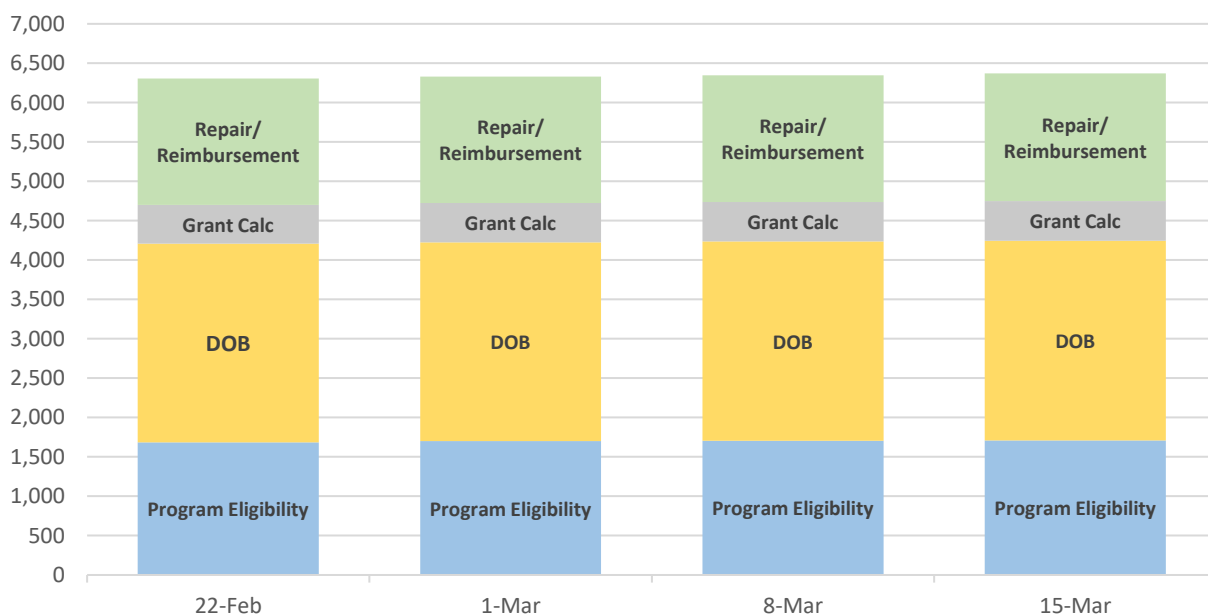 7,000
6,500
6,000
5,500
5,000
4,500
4,000
3,500
3,000
2,500
2,000
1,500
1,000
500
0
Repair/
Reimbursement
Repair/
Reimbursement
Repair/
Reimbursement
Repair/
Reimbursement
Grant Calc
Grant Calc
Grant Calc
Grant Calc
DOB
DOB
DOB
DOB
Program Eligibility
Program Eligibility
Program Eligibility
Program Eligibility
22-Feb
1-Mar
8-Mar
15-Mar